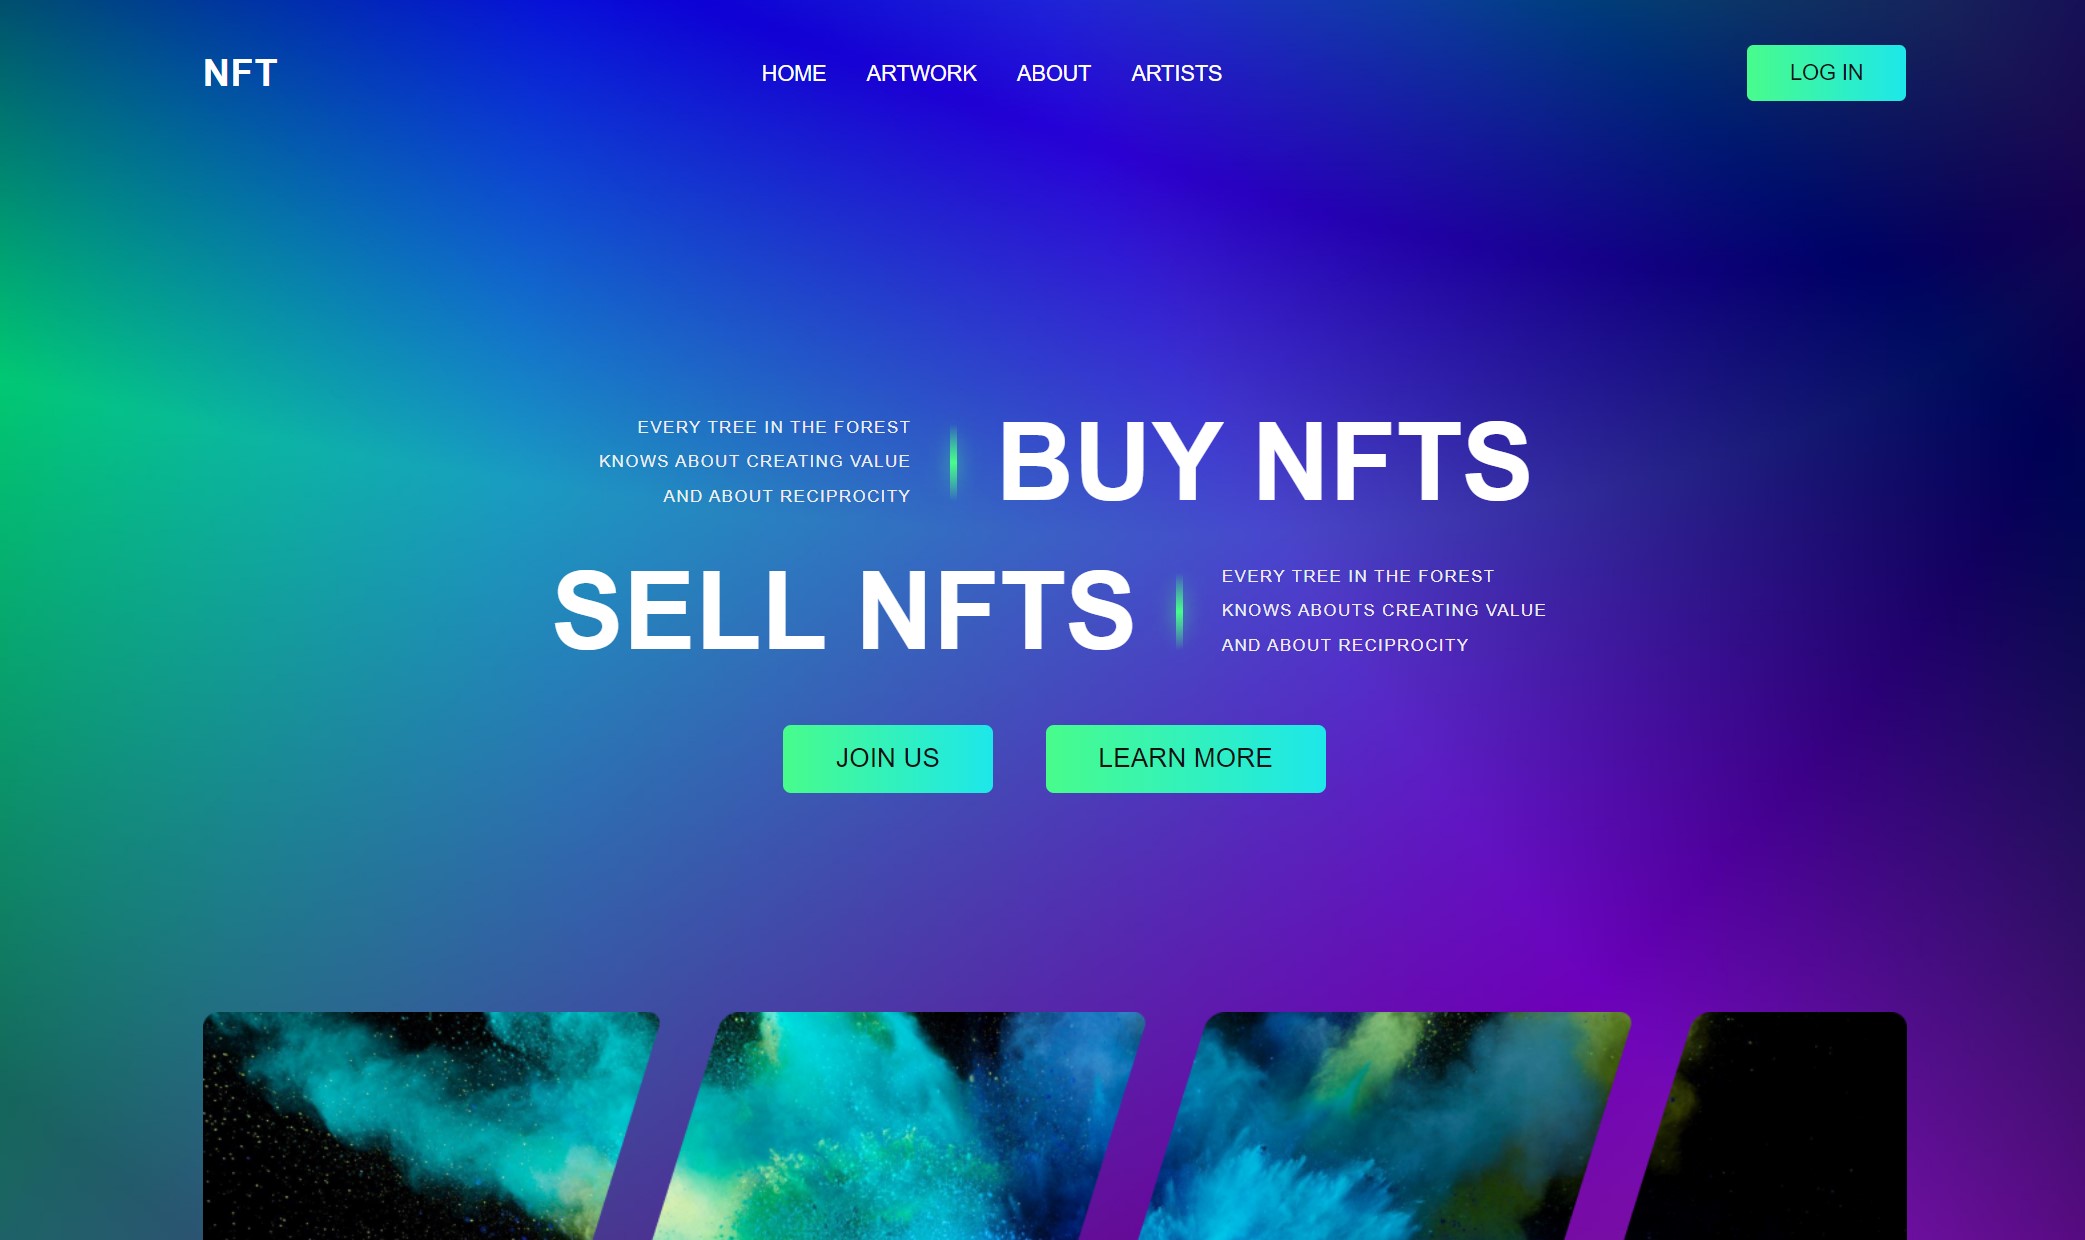 NFT
HOME ARTWORK ABOUT ARTISTS
LOG IN
EVERY TREE IN THE FOREST
KNOWS ABOUT CREATING VALUE
AND ABOUT RECIPROCITY
BUY NFTS
SELL NFTS
EVERY TREE IN THE FOREST
KNOWS ABOUTS CREATING VALUE
AND ABOUT RECIPROCITY
JOIN US
LEARN MORE